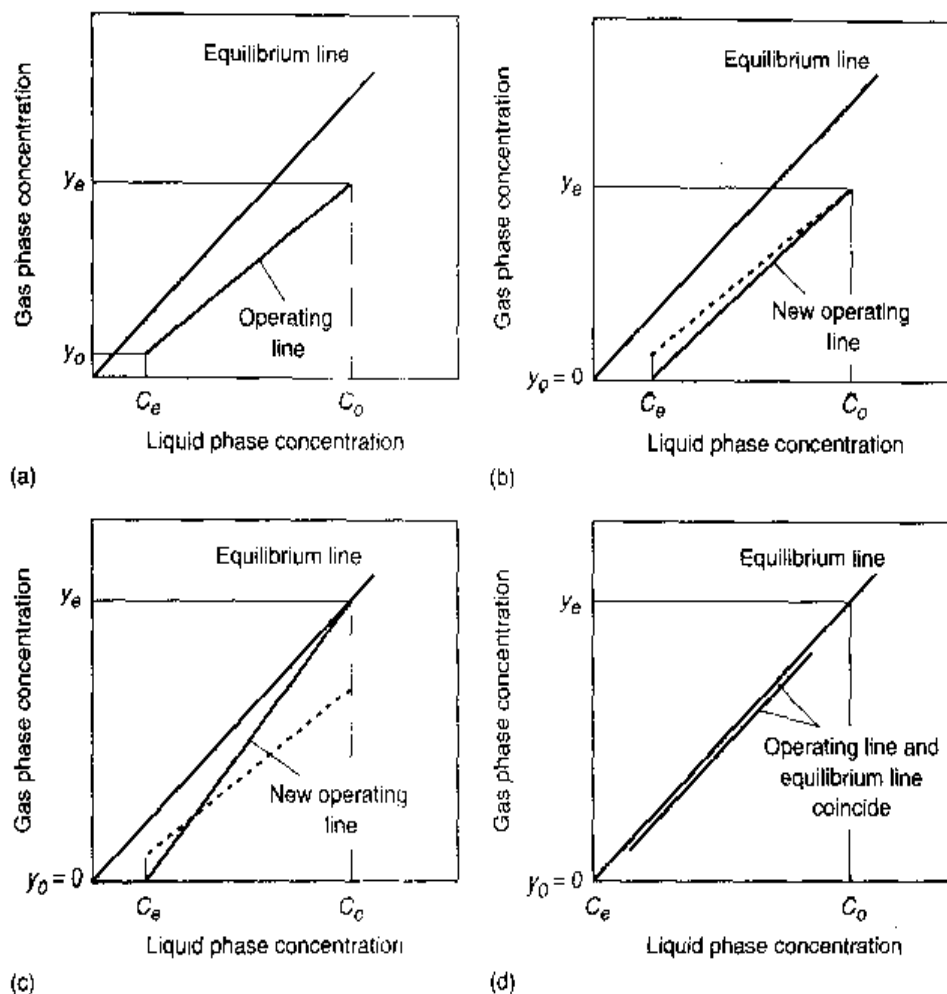 Equilibrium line
Gas phase concentration
y_e
Operating
line
y_o
C_e
C_o
Liquid phase concentration
(a)
Equilibrium line
Gas phase concentration
y_e
New operating
line
y_o = 0
C_e
C_o
Liquid phase concentration
(b)
Equilibrium line
Gas phase concentration
y_e
New operating
line
y_0 = 0
C_e
C_o
Liquid phase concentration
(c)
Equilibrium line
Gas phase concentration
y_e
Operating line and
equilibrium line
coincide
y_0 = 0
C_e
C_o
Liquid phase concentration
(d)